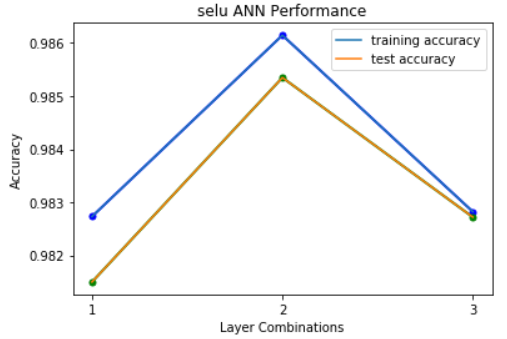 selu ANN Performance
training accuracy
test accuracy
Accuracy
0.986
0.985
0.984
0.983
0.982
1
2
3
Layer Combinations